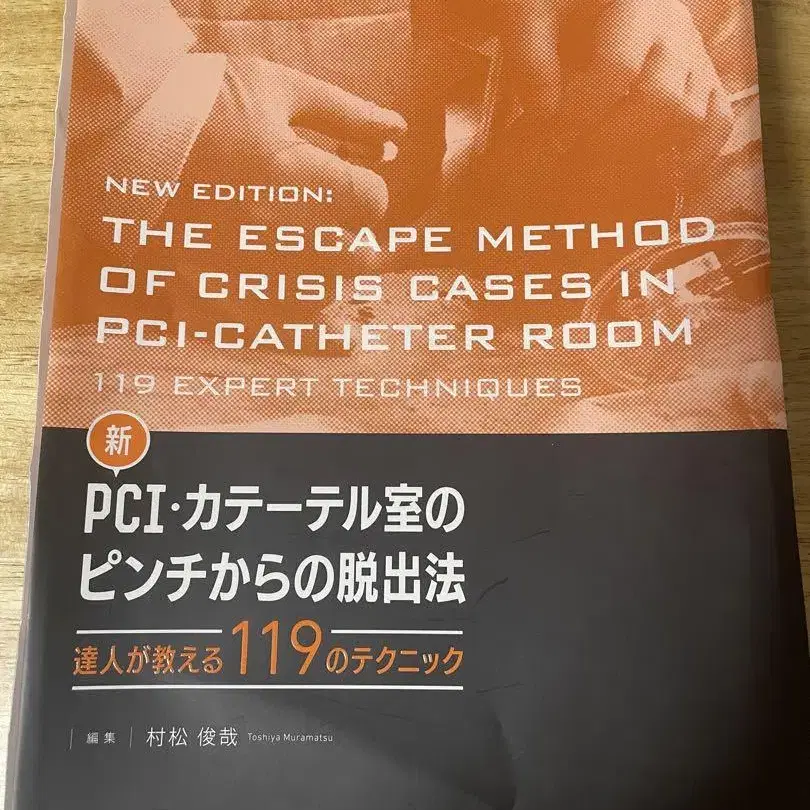 NEW EDITION:
THE ESCAPE METHOD
OF CRISIS CASES IN
PCI-CATHETER ROOM
119 EXPERT TECHNIQUES
新
PCI・カテーテル室の
ピンチからの脱出法
達人が教える119のテクニック
編集 村松 俊哉 Toshiya Muramatsu